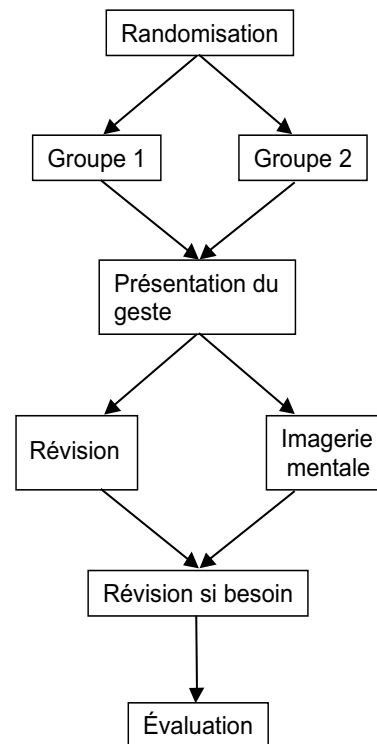 Randomisation
Groupe 1
Groupe 2
Présentation du
geste
Révision
Imagerie
mentale
Révision si besoin
Évaluation